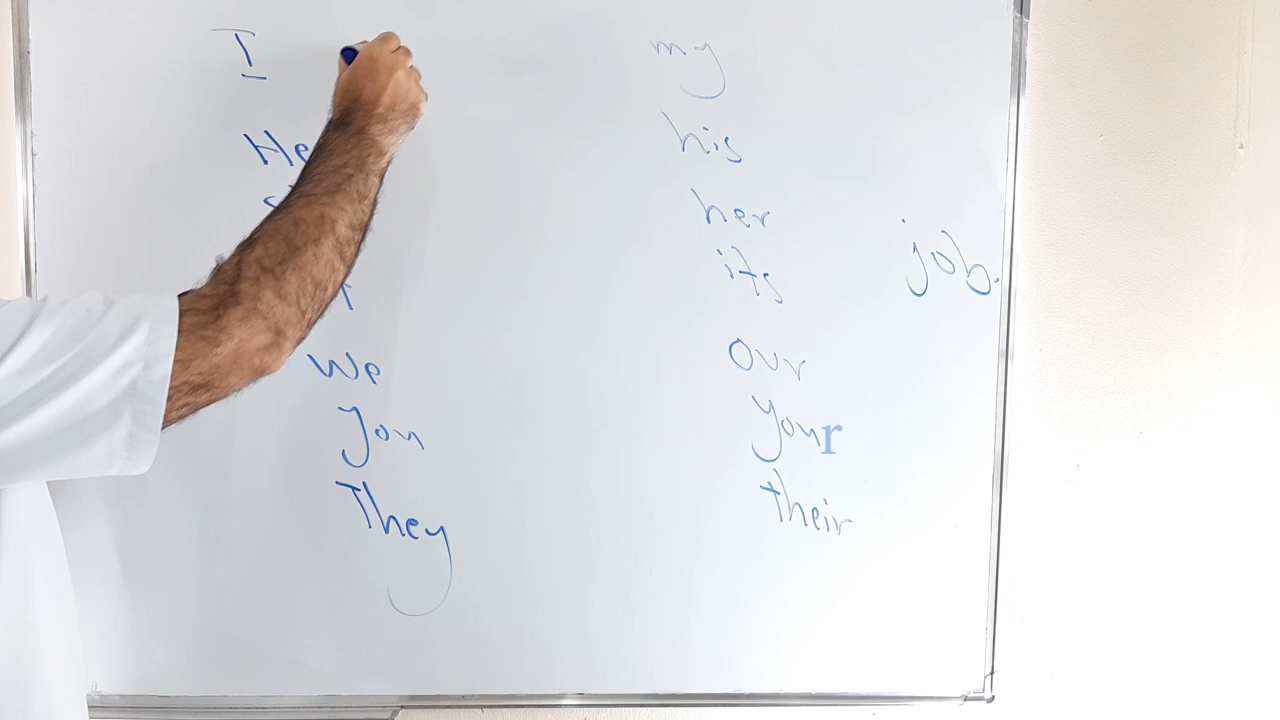 I my
He his
her
its job.
We our
you your
They their